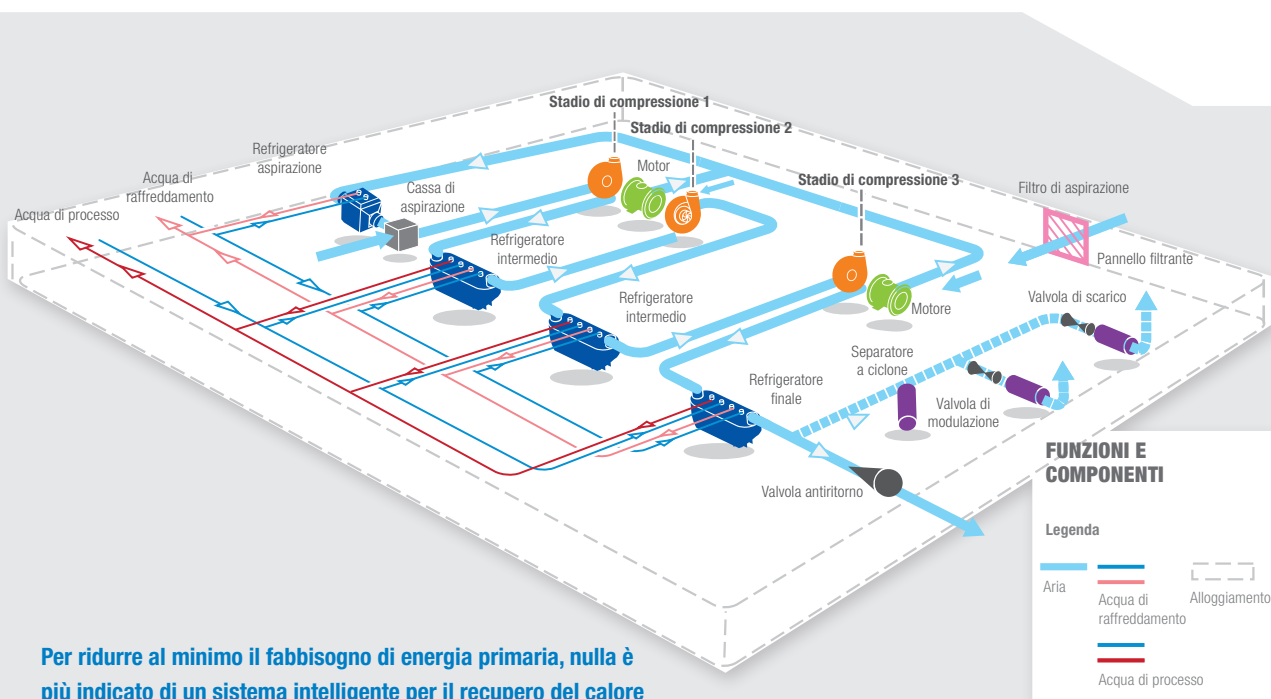 Stadio di compressione 1
Stadio di compressione 2
Refrigeratore
aspirazione
Motor
Acqua di
raffreddamento
Cassa di
aspirazione
Stadio di compressione 3
Filtro di aspirazione
Acqua di processo
Refrigeratore
intermedio
Pannello filtrante
Refrigeratore
intermedio
Valvola di scarico
Motore
Separatore
a ciclone
Refrigeratore
finale
Valvola di
modulazione
Valvola antiritorno
FUNZIONI E
COMPONENTI
Legenda
Aria
Acqua di
raffreddamento
Alloggiamento
Acqua di processo
Per ridurre al minimo il fabbisogno di energia primaria, nulla è
più indicato di un sistema intelligente per il recupero del calore